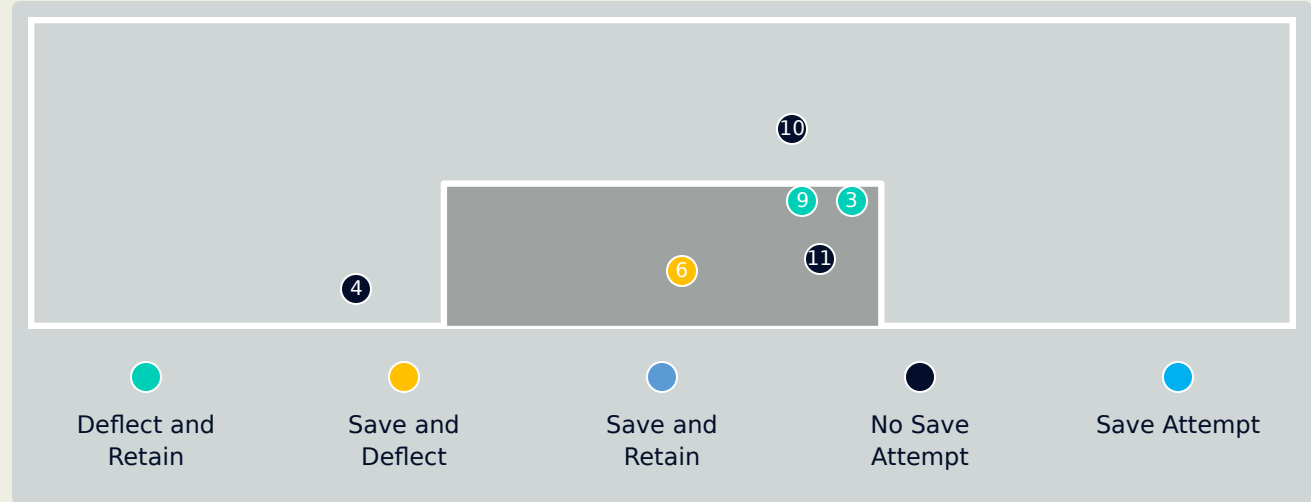 10
9 3
11
6
4
Deflect and
Retain
Save and
Deflect
Save and
Retain
No Save
Attempt
Save Attempt